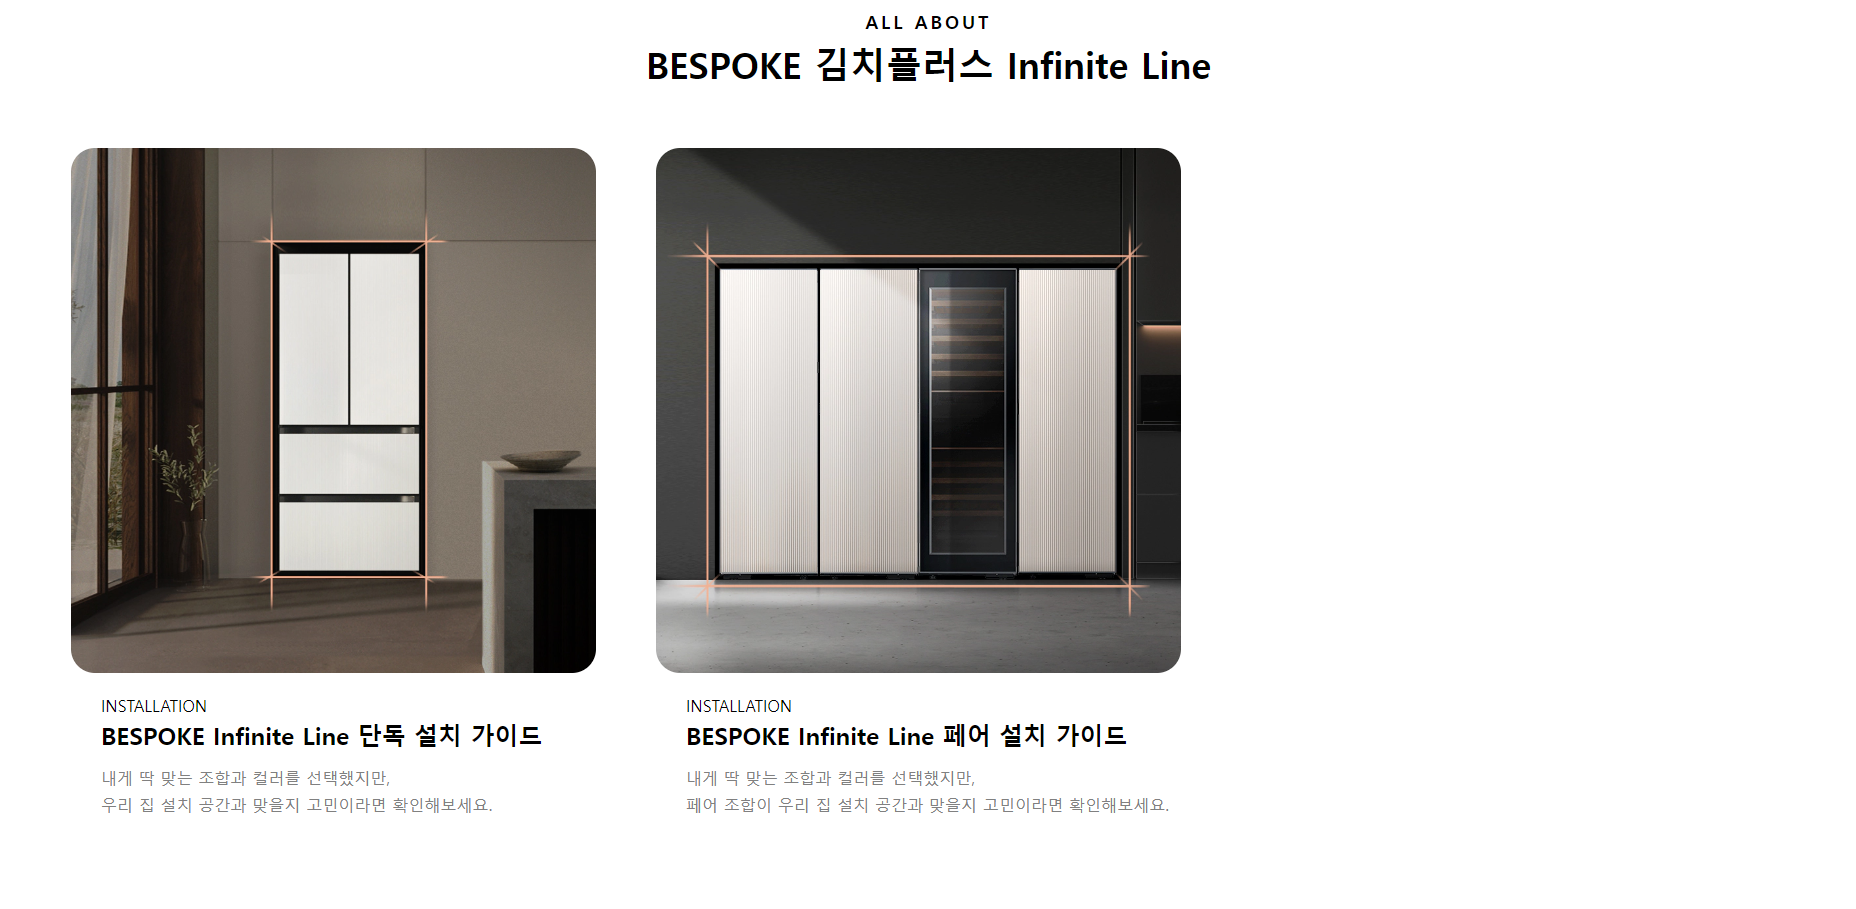 ALL ABOUT
BESPOKE 김치플러스 Infinite Line
INSTALLATION
BESPOKE Infinite Line 단독 설치 가이드
내게 딱 맞는 조합과 컬러를 선택했지만,
우리 집 설치 공간과 맞을지 고민이라면 확인해보세요.
INSTALLATION
BESPOKE Infinite Line 페어 설치 가이드
내게 딱 맞는 조합과 컬러를 선택했지만,
페어 조합이 우리 집 설치 공간과 맞을지 고민이라면 확인해보세요.